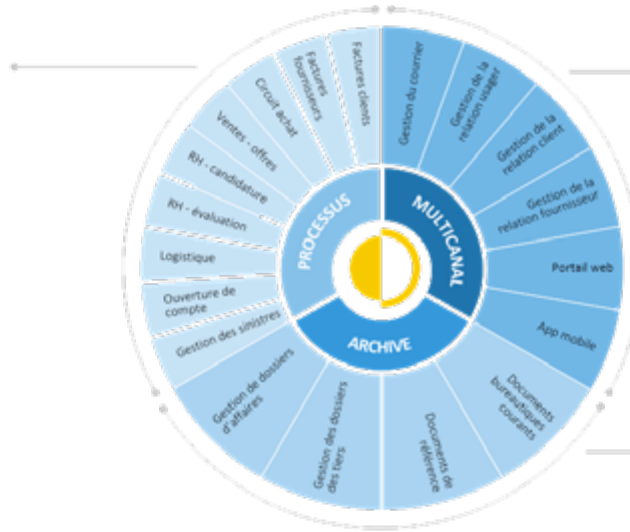 PROCESSUS
MULTICANAL
ARCHIVE
Gestion du courrier
Gestion de la
relation usager
Gestion de la
relation client
Gestion de la
relation fournisseur
Portail web
App mobile
Documents
bureautiques
courants
Documents de
référence
Gestion des dossiers
des tiers
Gestion de dossiers
d'affaires
Gestion des sinistres
Ouverture de
compte
Logistique
RH - évaluation
RH - candidature
Ventes - offres
Circuit achat
Factures
fournisseurs
Factures clients